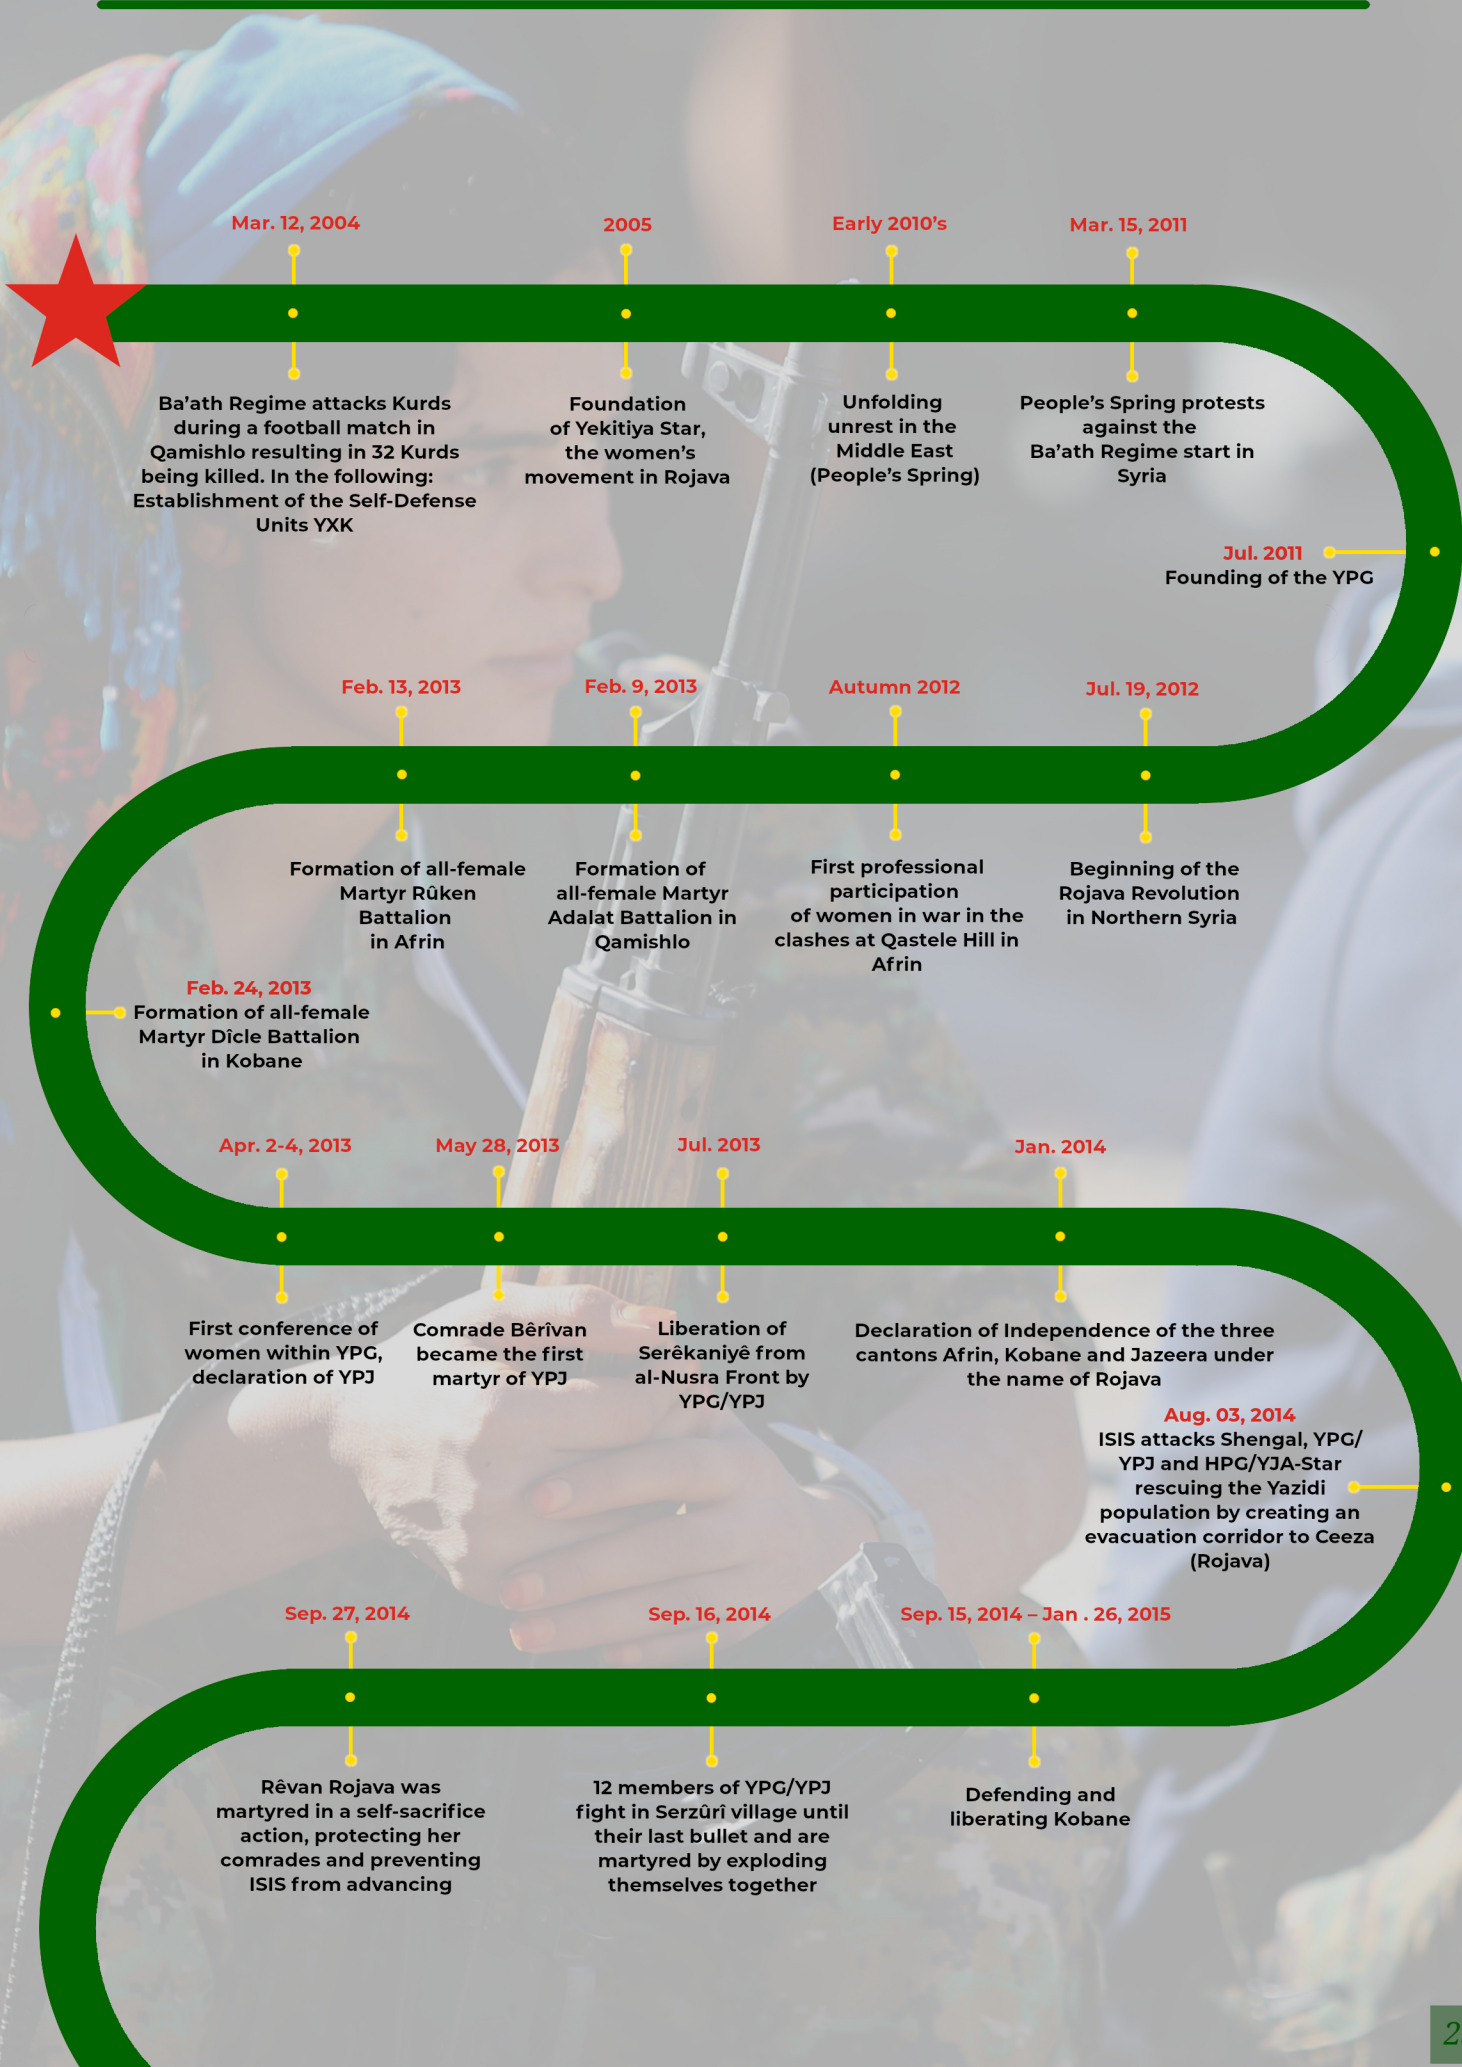 Mar. 12, 2004
Ba’ath Regime attacks Kurds
during a football match in
Qamishlo resulting in 32 Kurds
being killed. In the following:
Establishment of the Self-Defense
Units YXK
2005
Foundation
of Yekitiya Star,
the women’s
movement in Rojava
Early 2010’s
Unfolding
unrest in the
Middle East
(People’s Spring)
Mar. 15, 2011
People’s Spring protests
against the
Ba’ath Regime start in
Syria
Jul. 2011
Founding of the YPG
Jul. 19, 2012
Beginning of the
Rojava Revolution
in Northern Syria
Autumn 2012
First professional
participation
of women in war in the
clashes at Qastele Hill in
Afrin
Feb. 9, 2013
Formation of
all-female Martyr
Adalat Battalion in
Qamishlo
Feb. 13, 2013
Formation of all-female
Martyr Rûken
Battalion
in Afrin
Feb. 24, 2013
Formation of all-female
Martyr Dîcle Battalion
in Kobane
Apr. 2-4, 2013
First conference of
women within YPG,
declaration of YPJ
May 28, 2013
Comrade Bêrîvan
became the first
martyr of YPJ
Jul. 2013
Liberation of
Serêkaniyê from
al-Nusra Front by
YPG/YPJ
Jan. 2014
Declaration of Independence of the three
cantons Afrin, Kobane and Jazeera under
the name of Rojava
Aug. 03, 2014
ISIS attacks Shengal, YPG/
YPJ and HPG/YJA-Star
rescuing the Yazidi
population by creating an
evacuation corridor to Ceeza
(Rojava)
Sep. 15, 2014 – Jan . 26, 2015
Defending and
liberating Kobane
Sep. 16, 2014
12 members of YPG/YPJ
fight in Serzûrî village until
their last bullet and are
martyred by exploding
themselves together
Sep. 27, 2014
Rêvan Rojava was
martyred in a self-sacrifice
action, protecting her
comrades and preventing
ISIS from advancing
2